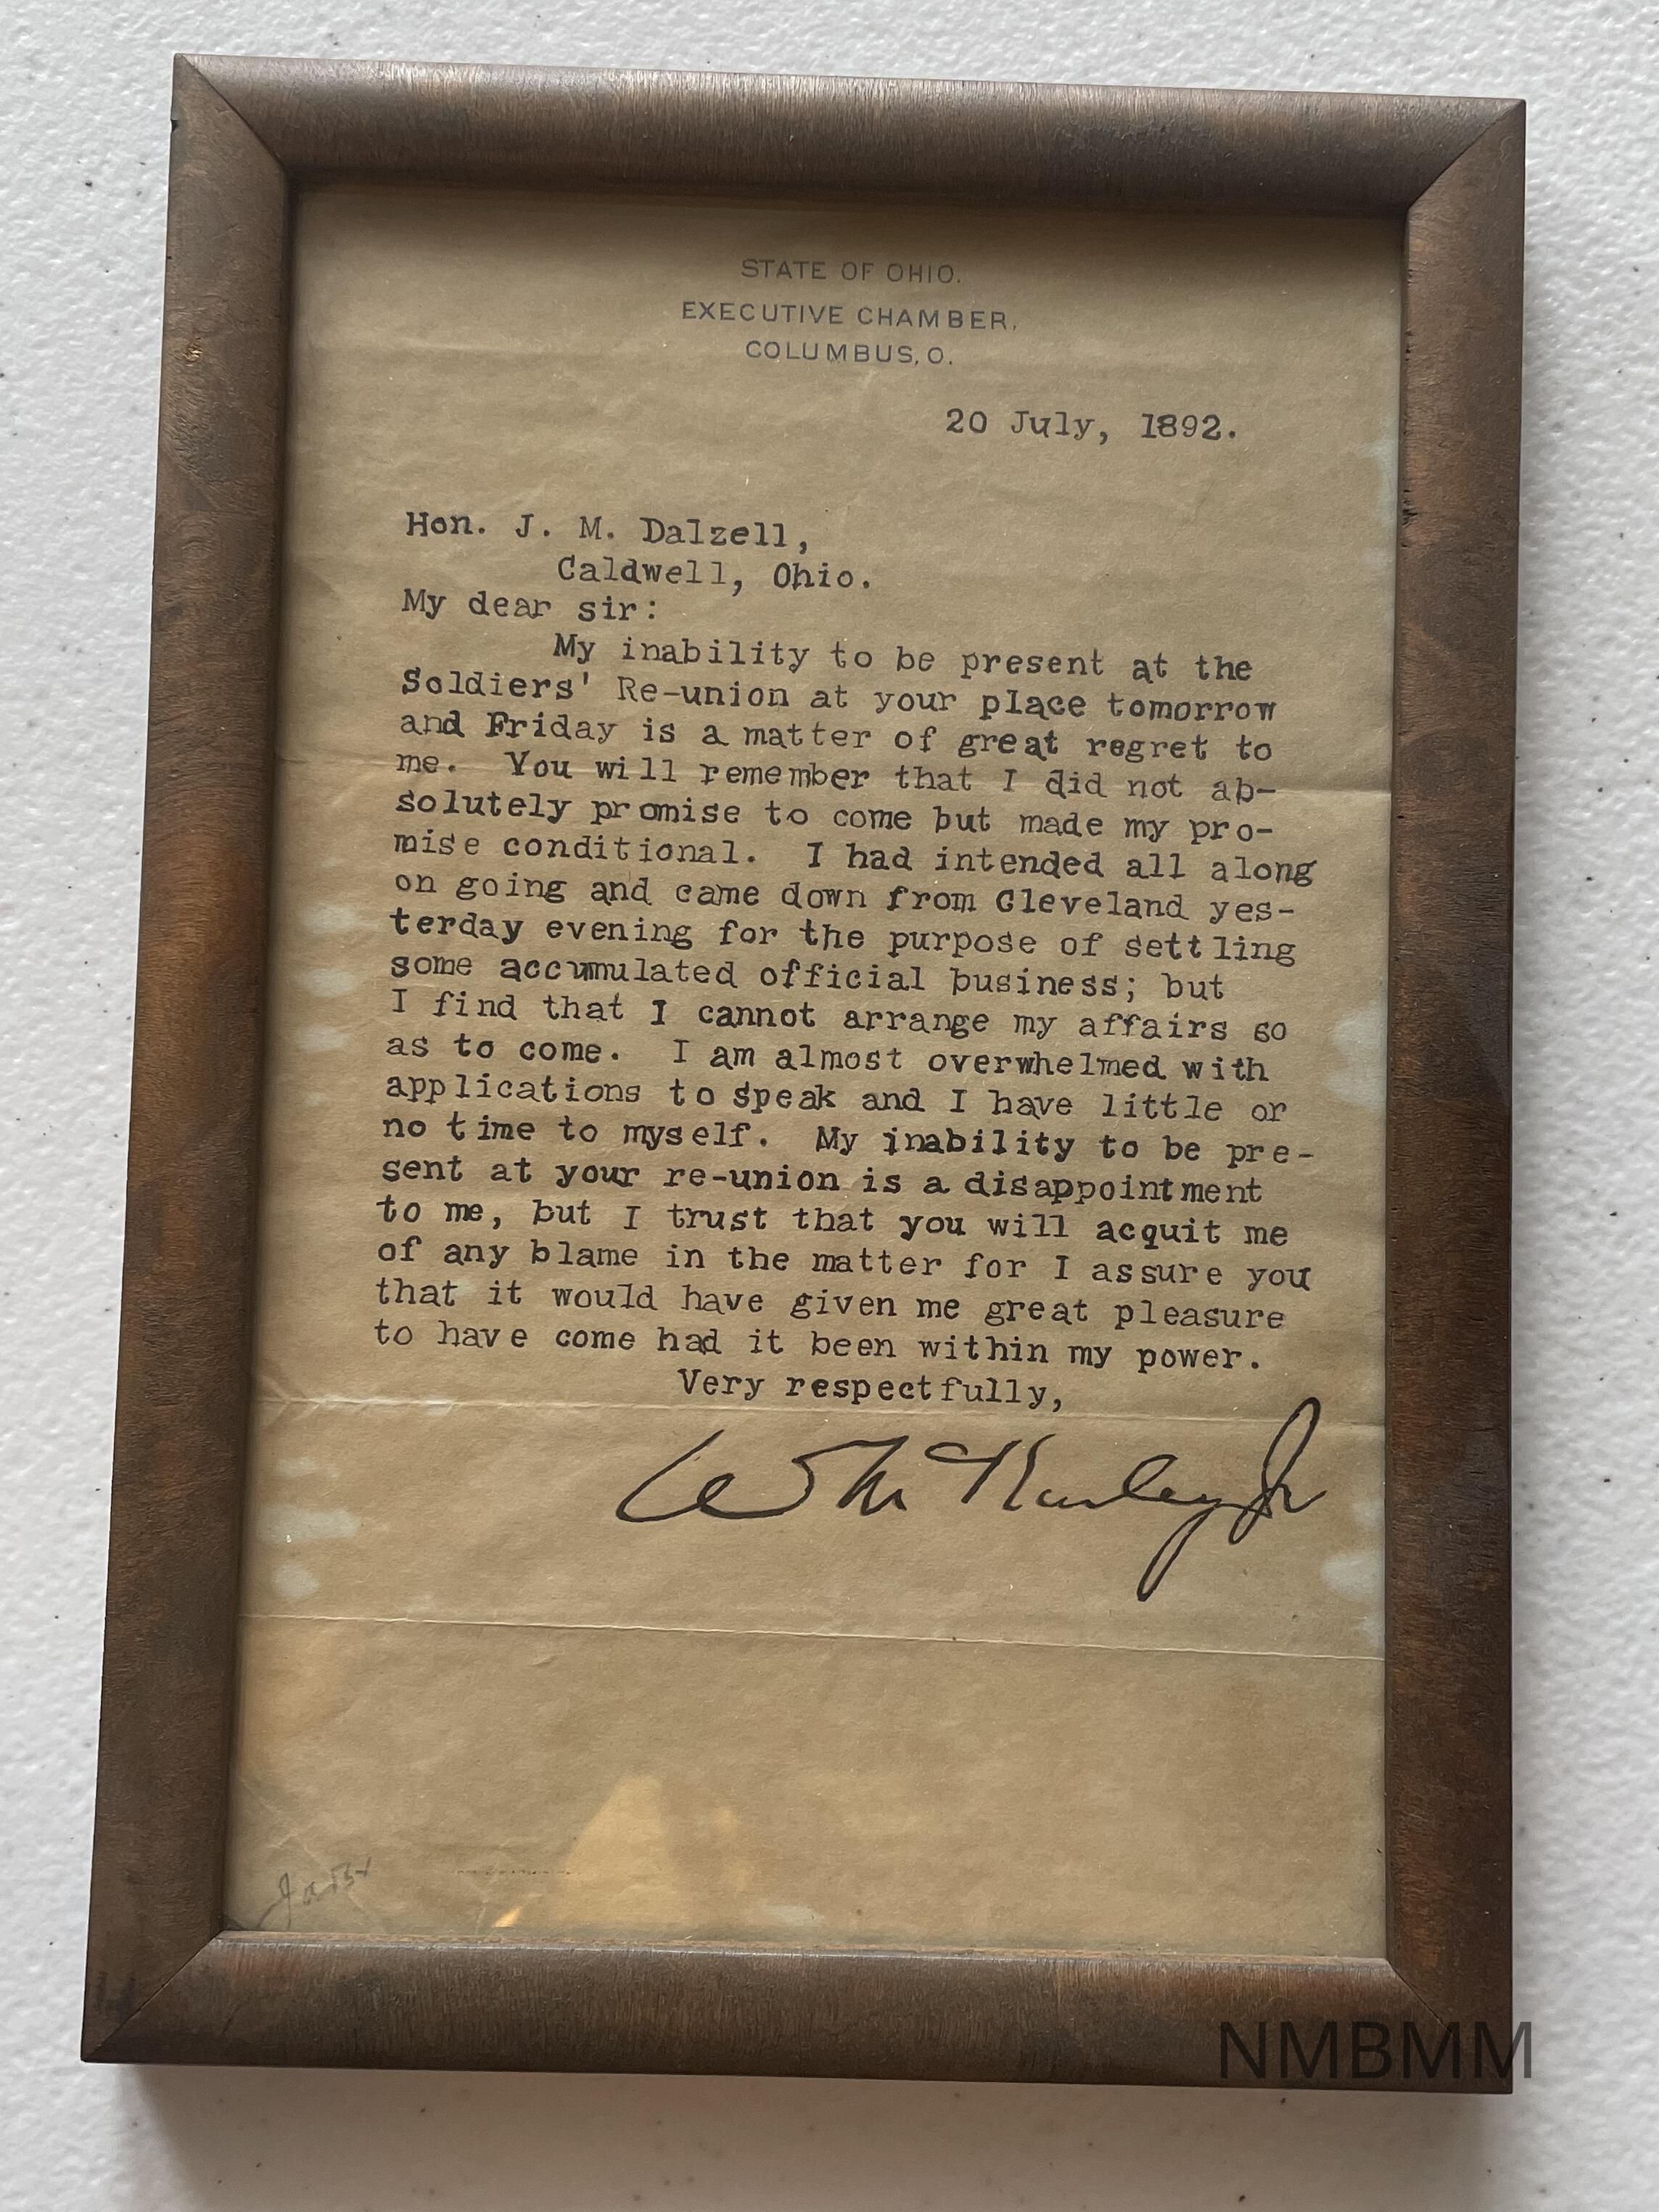 STATE OF OHIO.
EXECUTIVE CHAMBER,
COLUMBUS, O.
20 July, 1892.
Hon. J. M. Dalzell,
Caldwell, Ohio.
My dear sir:
My inability to be present at the
Soldiers' Re-union at your place tomorrow
and Friday is a matter of great regret to
me. You will remember that I did not ab-
solutely promise to come but made my pro-
mise conditional. I had intended all along
on going and came down from Cleveland yes-
terday evening for the purpose of settling
some accumulated official business; but
I find that I cannot arrange my affairs so
as to come. I am almost overwhelmed with
applications to speak and I have little or
no time to myself. My inability to be pre-
sent at your re-union is a disappointment
to me, but I trust that you will acquit me
of any blame in the matter for I assure you
that it would have given me great pleasure
to have come had it been within my power.
Very respectfully,
W McKinley Jr
NMBMM